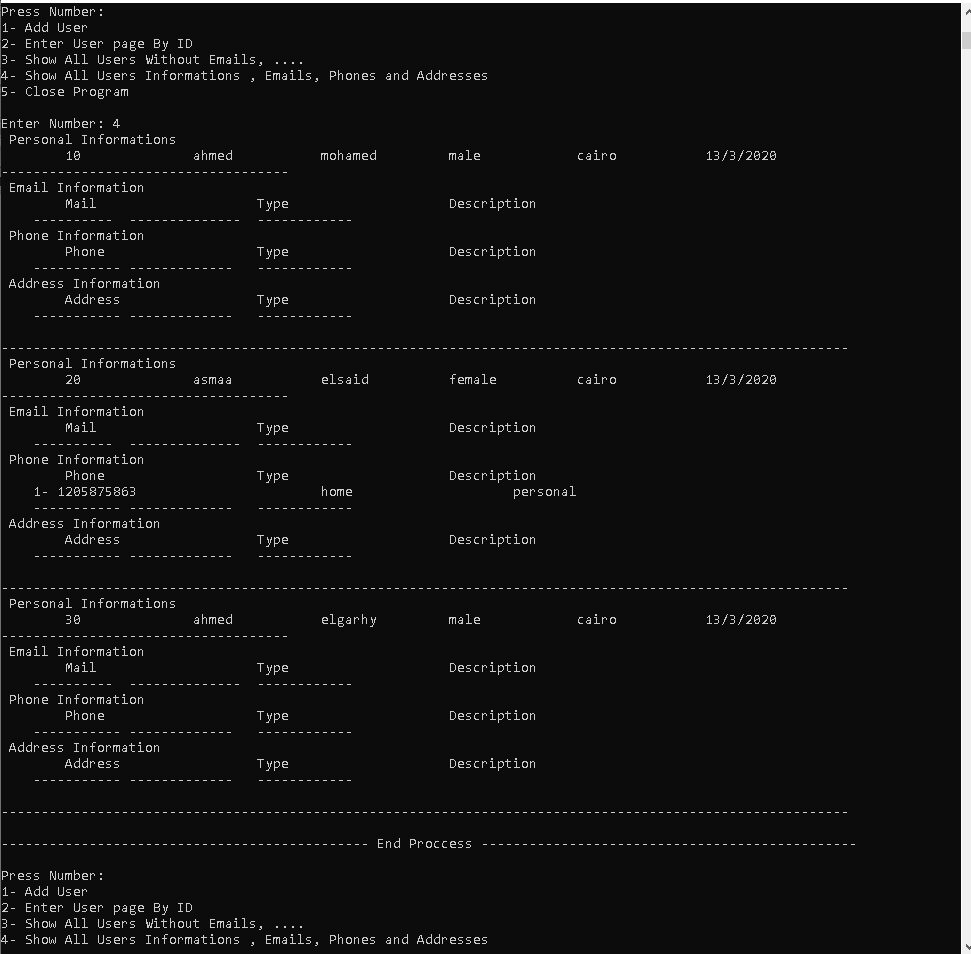 Press Number:
1- Add User
2- Enter User page By ID
3- Show All Users Without Emails, ....
4- Show All Users Informations , Emails, Phones and Addresses
5- Close Program
Enter Number: 4
Personal Informations
10 ahmed mohamed male cairo 13/3/2020
------------------------------------
Email Information
Mail Type Description
---------- -------------- ------------
Phone Information
Phone Type Description
----------- ------------- ------------
Address Information
Address Type Description
----------- ------------- ------------
----------------------------------------------------------------------------------------------------------
Personal Informations
20 asmaa elsaid female cairo 13/3/2020
------------------------------------
Email Information
Mail Type Description
---------- -------------- ------------
Phone Information
Phone Type Description
1- 1205875863 home personal
----------- ------------- ------------
Address Information
Address Type Description
----------- ------------- ------------
----------------------------------------------------------------------------------------------------------
Personal Informations
30 ahmed elgarhy male cairo 13/3/2020
------------------------------------
Email Information
Mail Type Description
---------- -------------- ------------
Phone Information
Phone Type Description
----------- ------------- ------------
Address Information
Address Type Description
----------- ------------- ------------
----------------------------------------------------------------------------------------------------------
---------------------------------------------- End Proccess -----------------------------------------------
Press Number:
1- Add User
2- Enter User page By ID
3- Show All Users Without Emails, ....
4- Show All Users Informations , Emails, Phones and Addresses